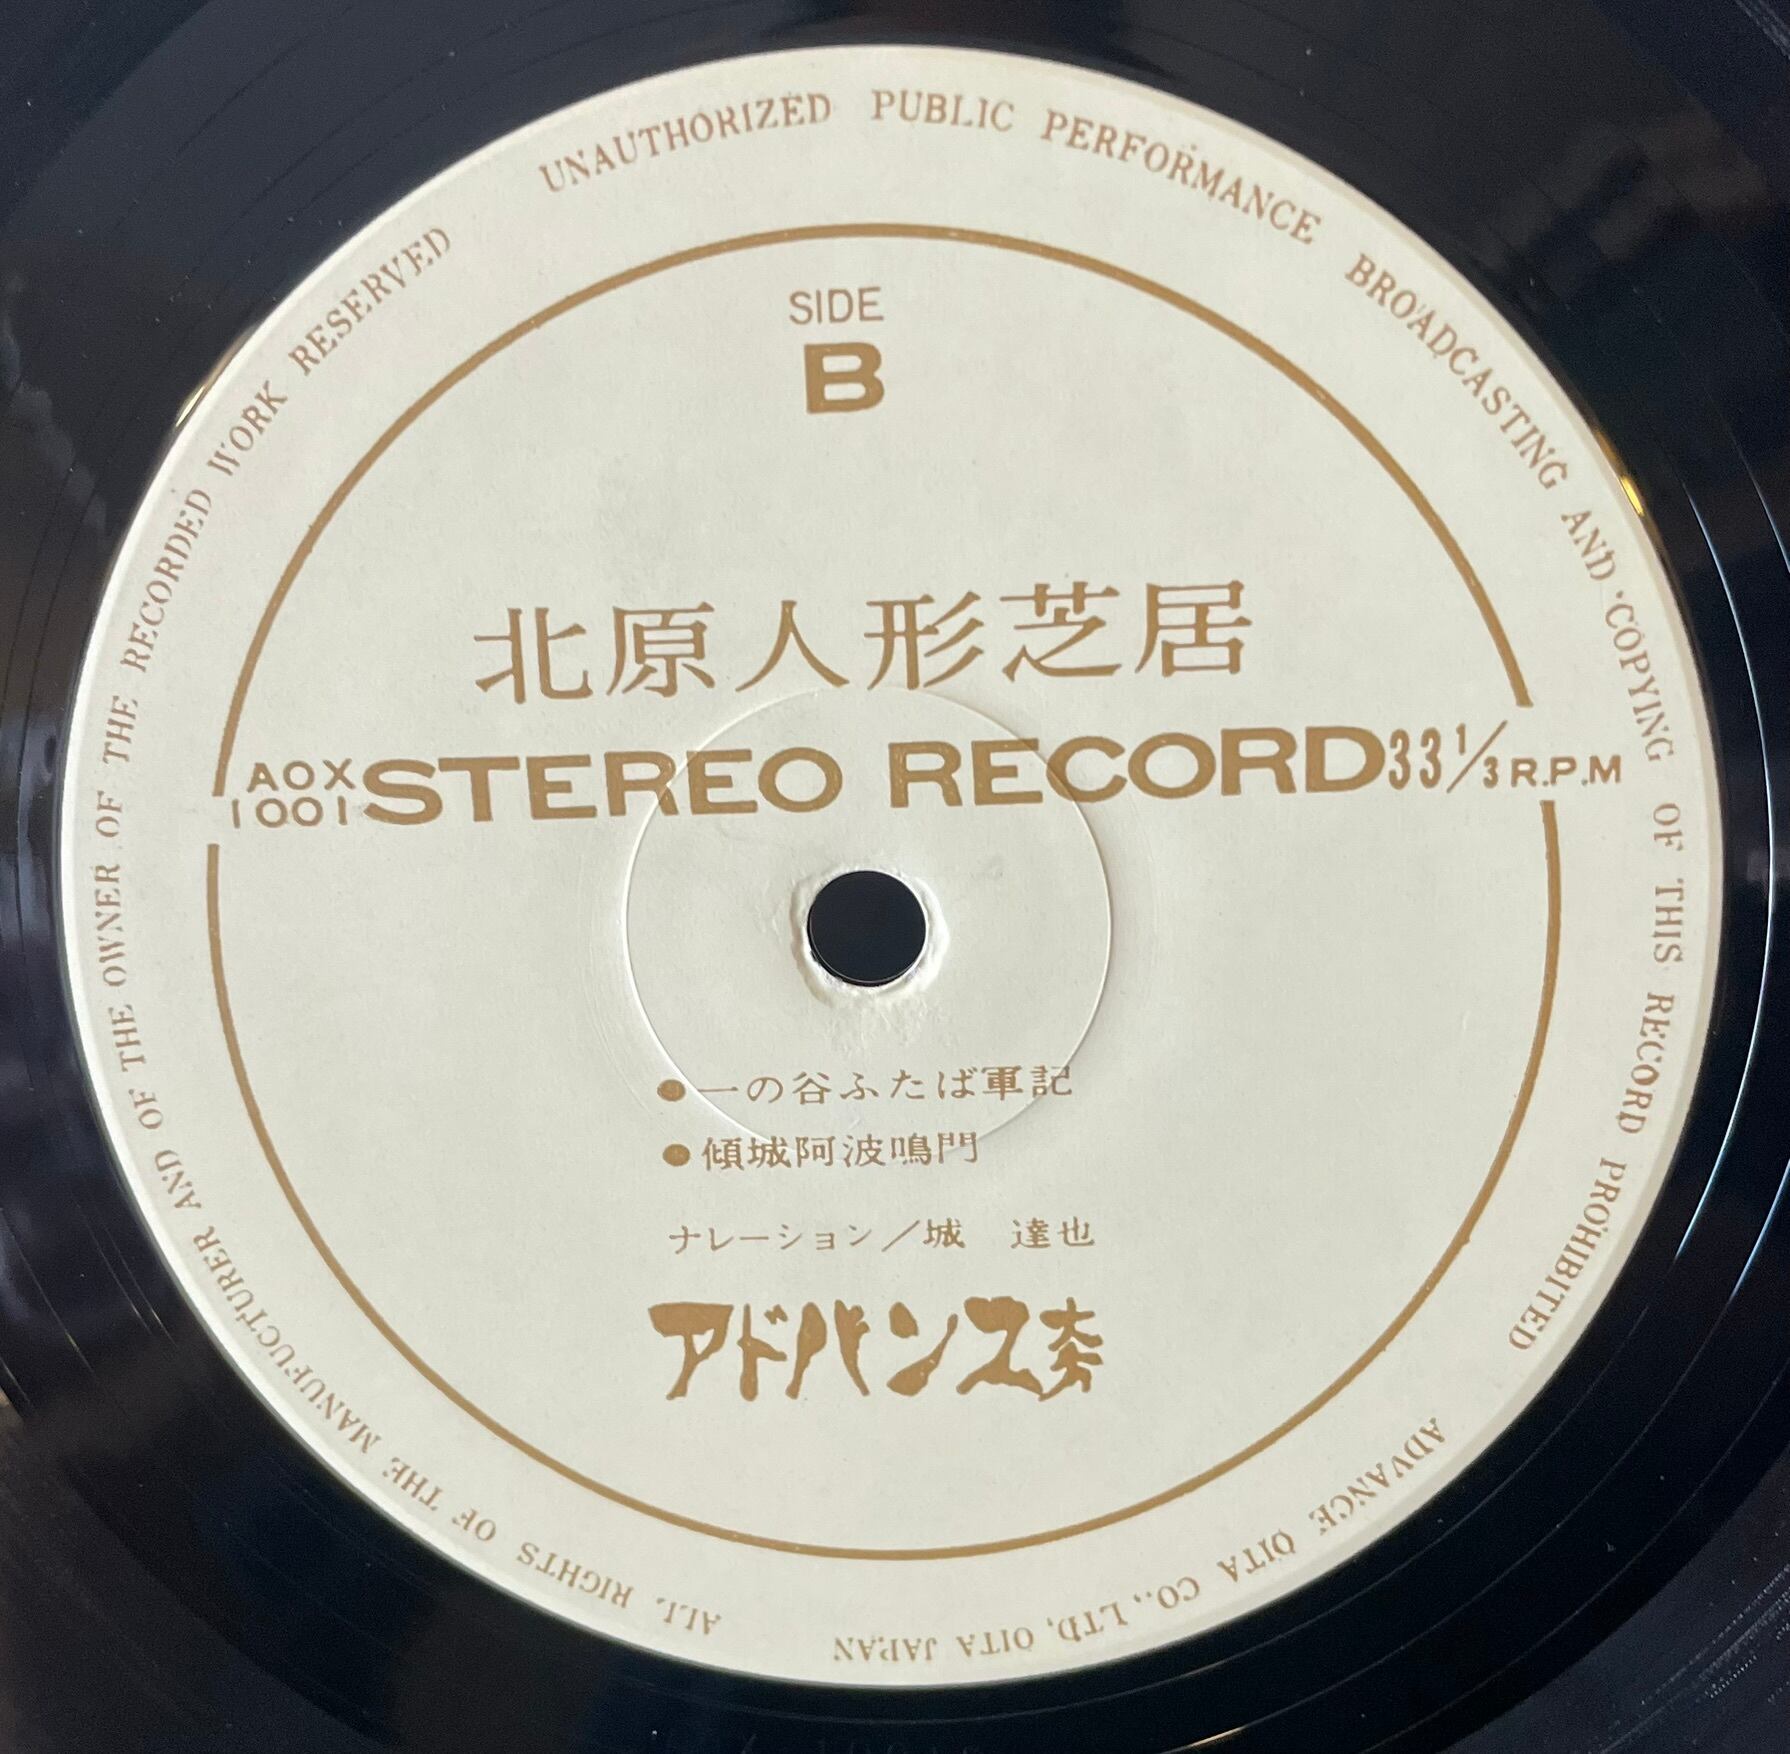 UNAUTHORIZED PUBLIC PERFORMANCE BROADCASTING AND COPYING OF THIS RECORD PROHIBITED
SIDE
B
北原人形芝居
AOX
1001
STEREO RECORD
33 1/3 R.P.M
●一の谷ふたば軍記
●傾城阿波鳴門
ナレーション／城 達也
アドバンス大分
ADVANCE OITA CO., LTD, OITA JAPAN
ALL RIGHTS OF THE MANUFUCTURER AND OF THE OWNER OF THE RECORDED WORK RESERVED